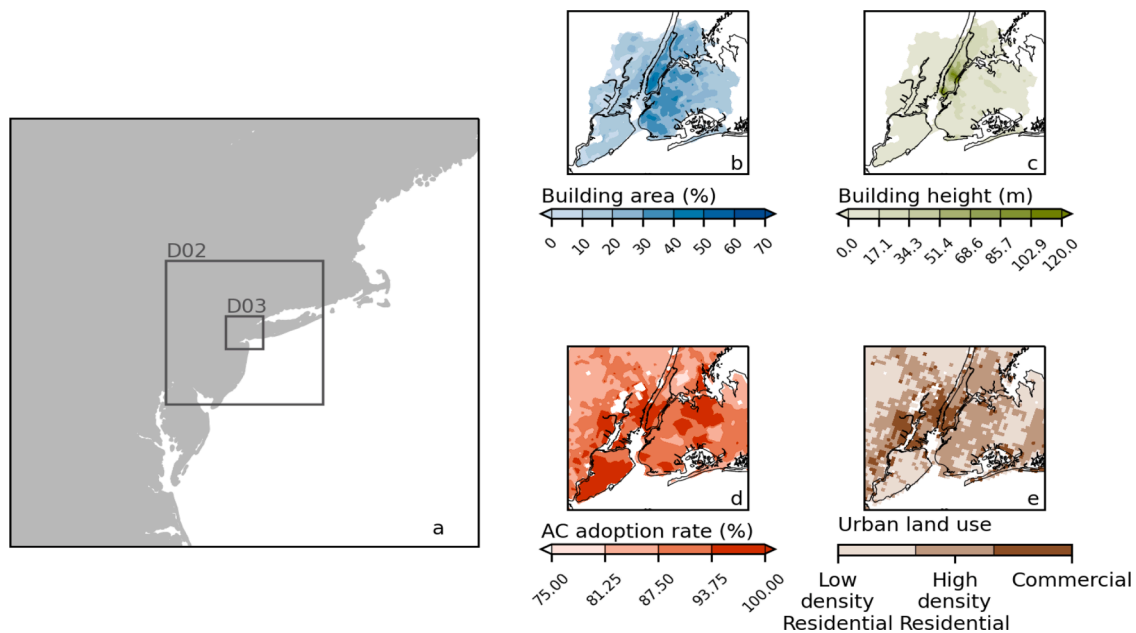 D02
D03
a
b
c
Building area (%)
0 10 20 30 40 50 60 70
Building height (m)
0.0 17.1 34.3 51.4 68.6 85.7 102.9 120.0
d
e
AC adoption rate (%)
75.00 81.25 87.50 93.75 100.00
Urban land use
Low density Residential
High density Residential
Commercial